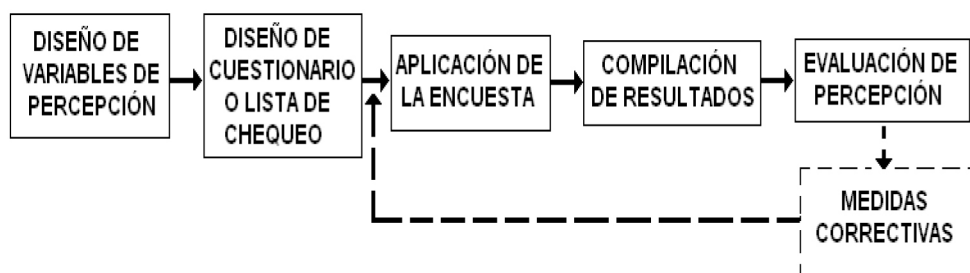 DISEÑO DE
VARIABLES DE
PERCEPCIÓN
DISEÑO DE
CUESTIONARIO
O LISTA DE
CHEQUEO
APLICACIÓN DE
LA ENCUESTA
COMPILACIÓN
DE RESULTADOS
EVALUACIÓN DE
PERCEPCIÓN
MEDIDAS
CORRECTIVAS